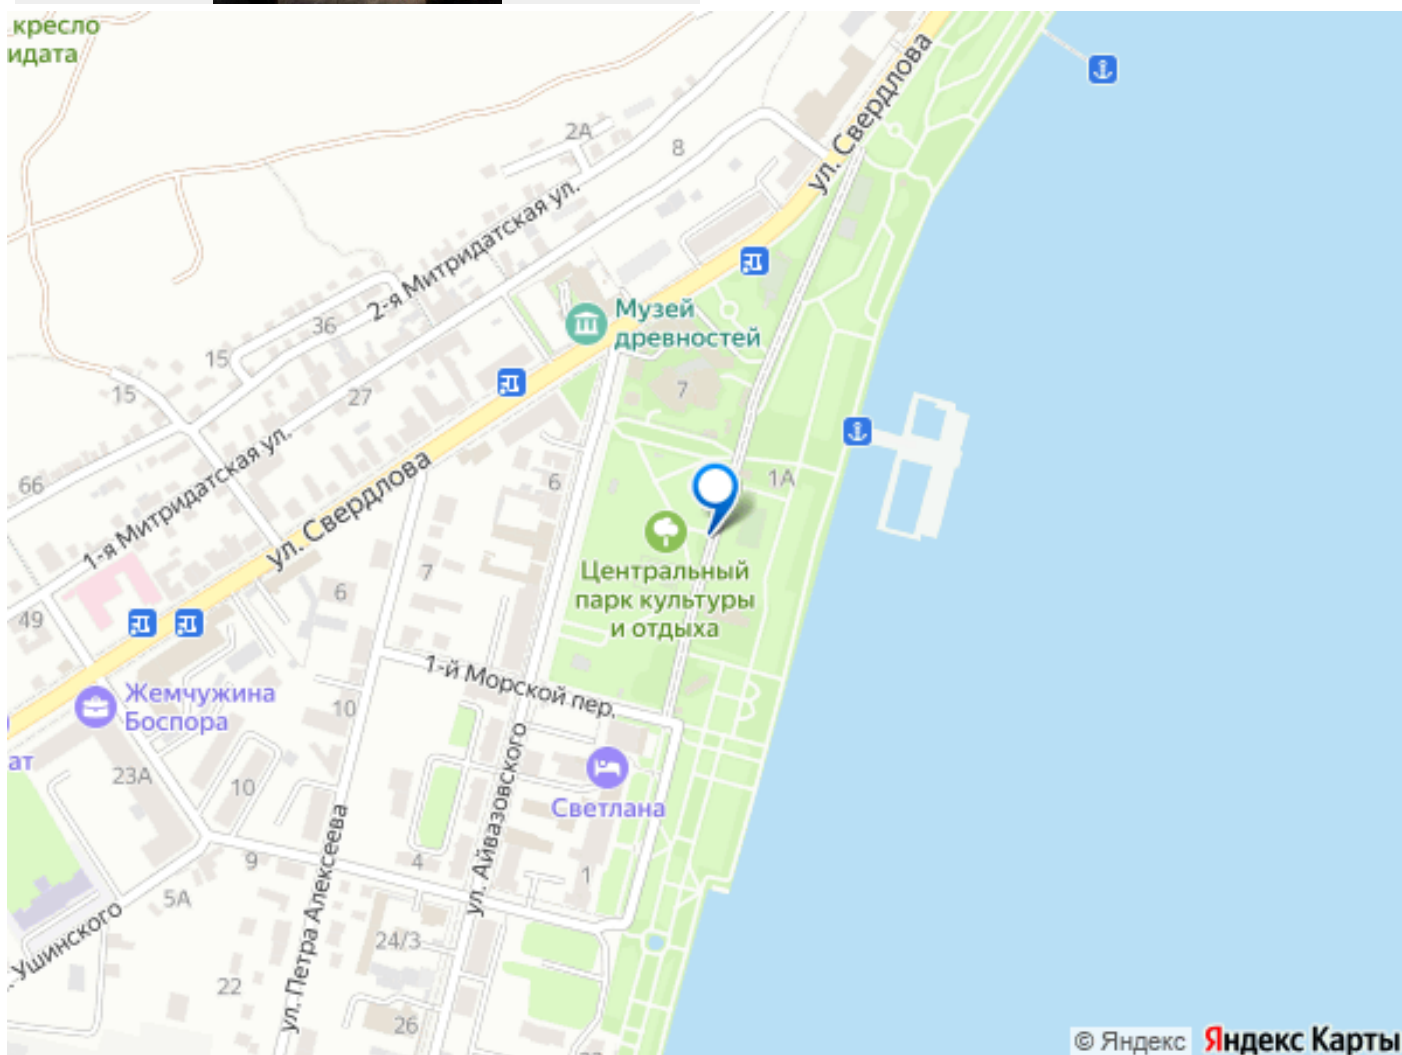 кресло
идата
ул. Свердлова
2А
8
ул. Свердлова
2-я Митридатская ул.
Музей
древностей
36
15
15
27
7
66
1-я Митридатская ул.
ул. Свердлова
6
1А
Центральный
парк культуры
и отдыха
7
6
49
1-й Морской пер.
Жемчужина
Боспора
10
ат
23А
10
Светлана
ул. Айвазовского
ул. Петра Алексеева
9
4
1
5А
Ушинского
24/3
22
26
© Яндекс Яндекс Карты